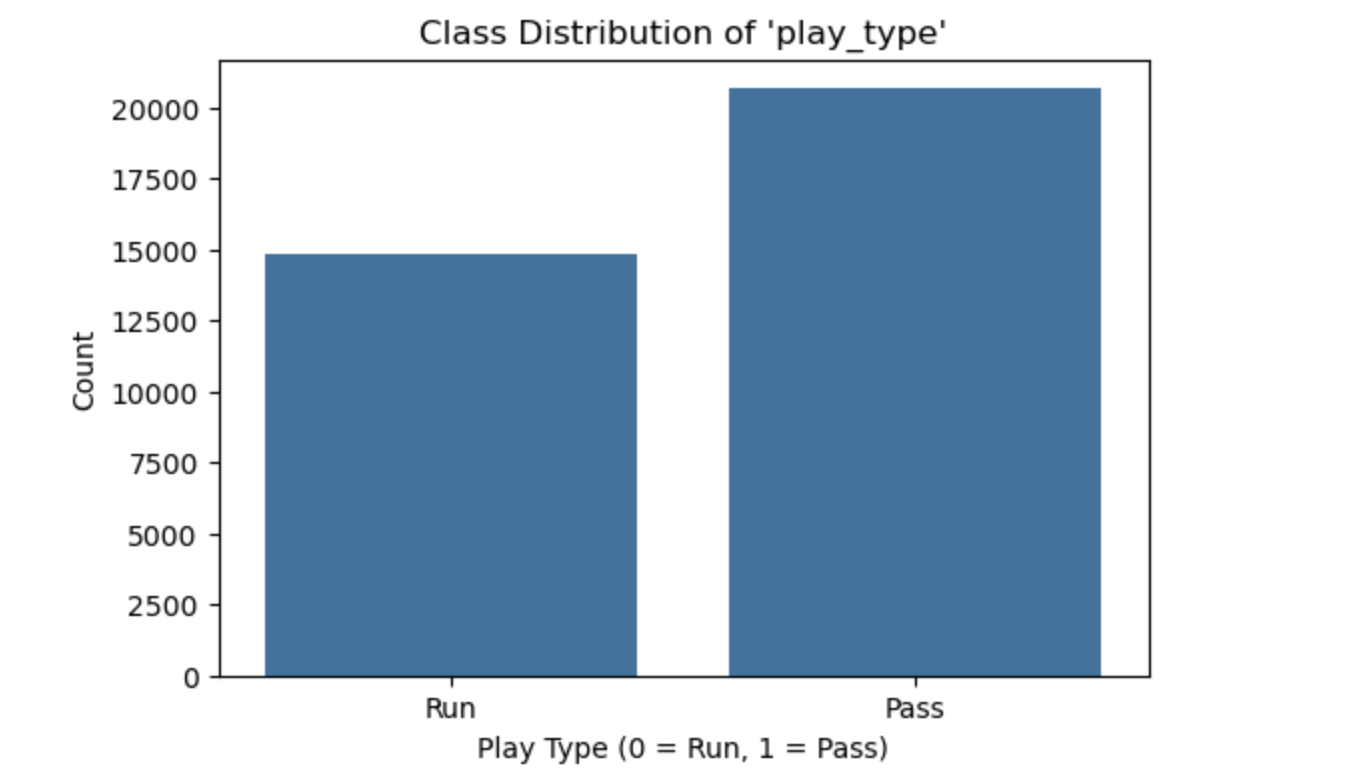 Class Distribution of 'play_type'
20000
17500
15000
12500
10000
7500
5000
2500
0
Count
Run
Pass
Play Type (0 = Run, 1 = Pass)